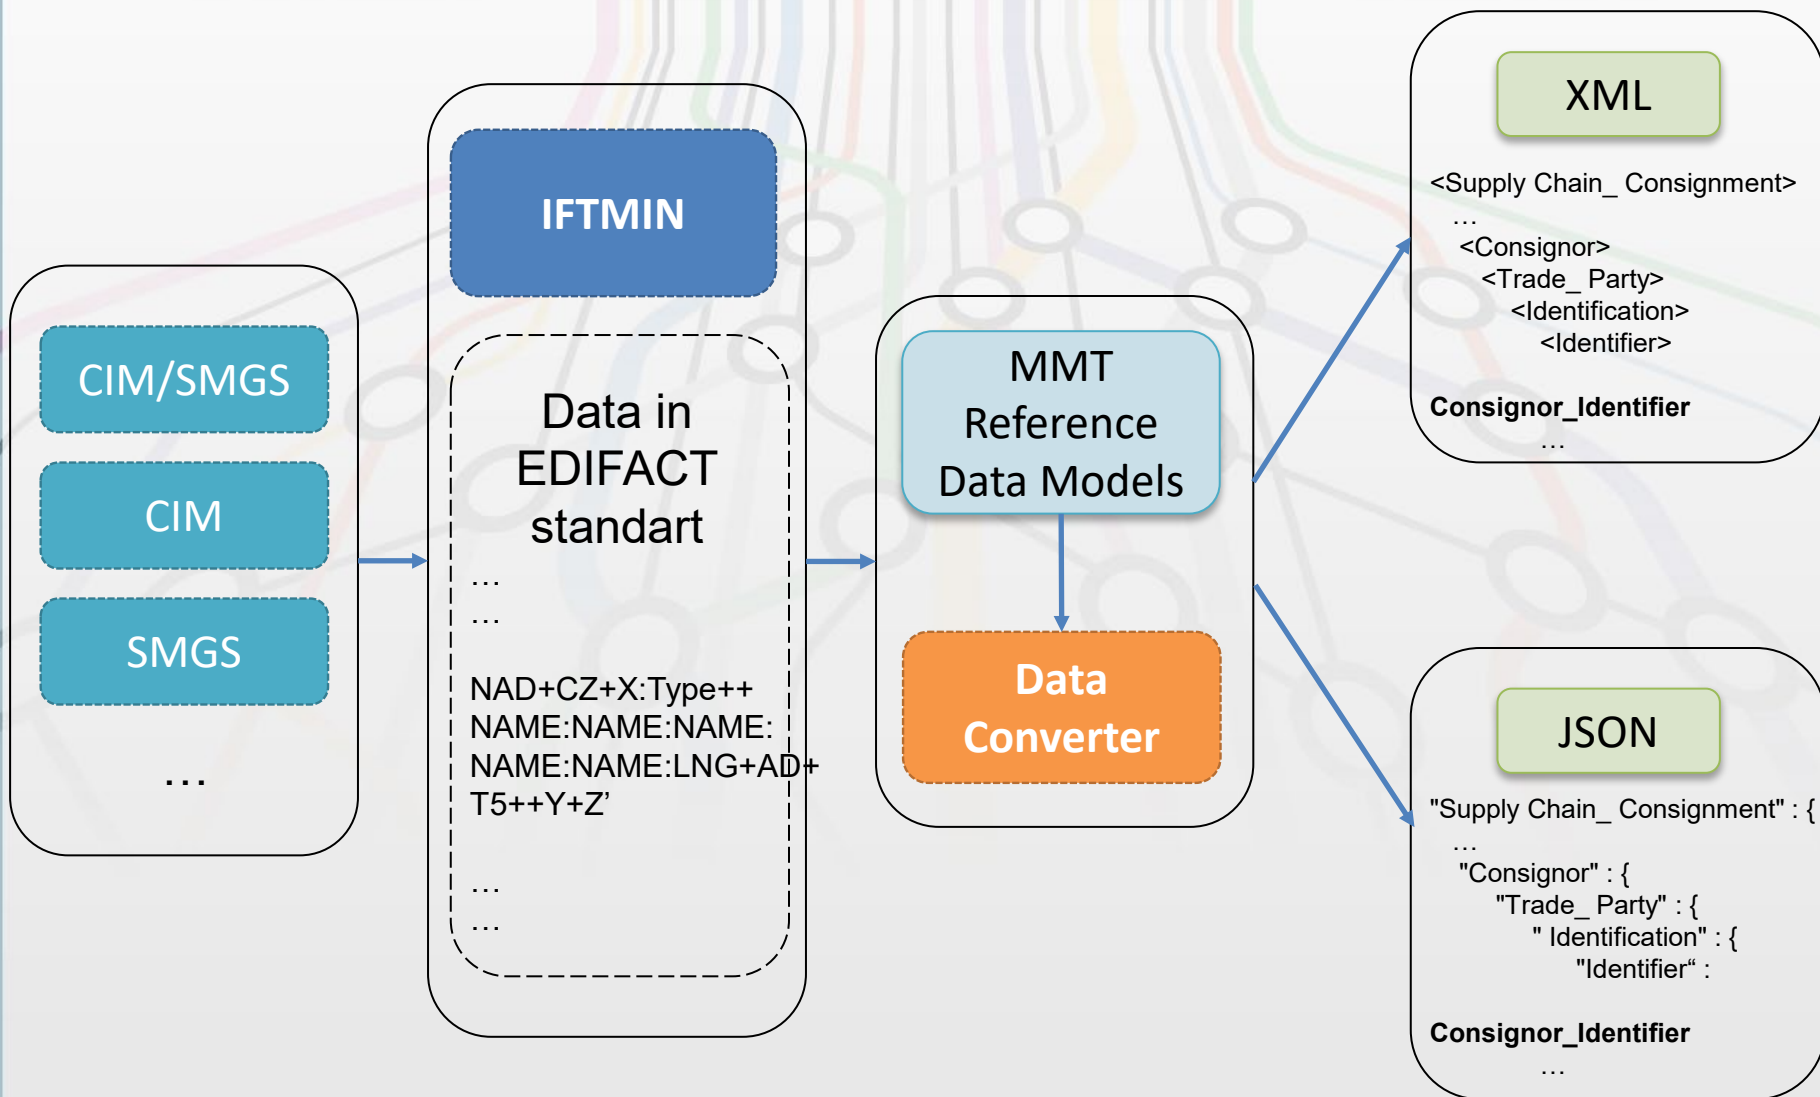 CIM/SMGS
CIM
SMGS
…
IFTMIN
Data in
EDIFACT
standart
…
…
NAD+CZ+X:Type++
NAME:NAME:NAME:
NAME:NAME:LNG+AD+
T5++Y+Z’
…
…
MMT
Reference
Data Models
Data
Converter
XML
<Supply Chain_ Consignment>
…
<Consignor>
<Trade_ Party>
<Identification>
<Identifier>
Consignor_Identifier
…
JSON
"Supply Chain_ Consignment" : {
…
"Consignor" : {
"Trade_ Party" : {
" Identification" : {
"Identifier“ :
Consignor_Identifier
…